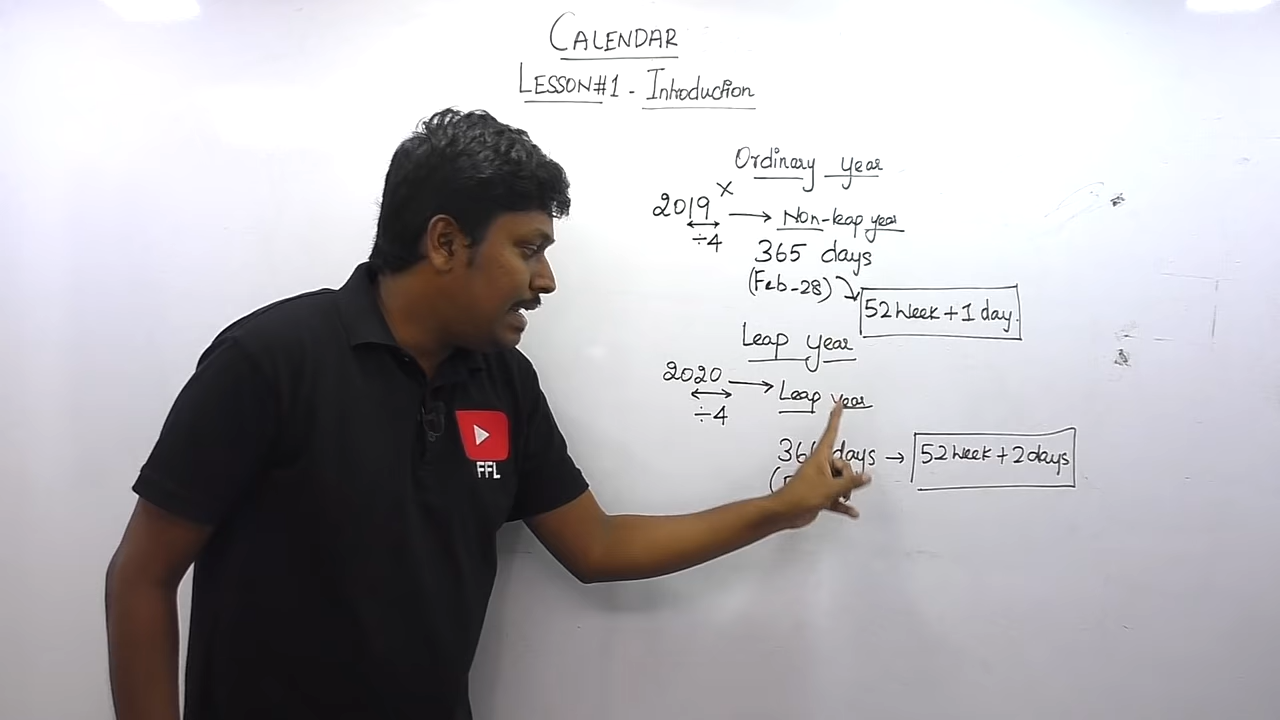 CALENDAR
LESSON#1 - Introduction
Ordinary year
2019 x → Non-leap year
÷4
365 days
(Feb-28)
52 week + 1 day.
Leap year
2020 → Leap year
÷4
days → 52 week + 2 days
FFL